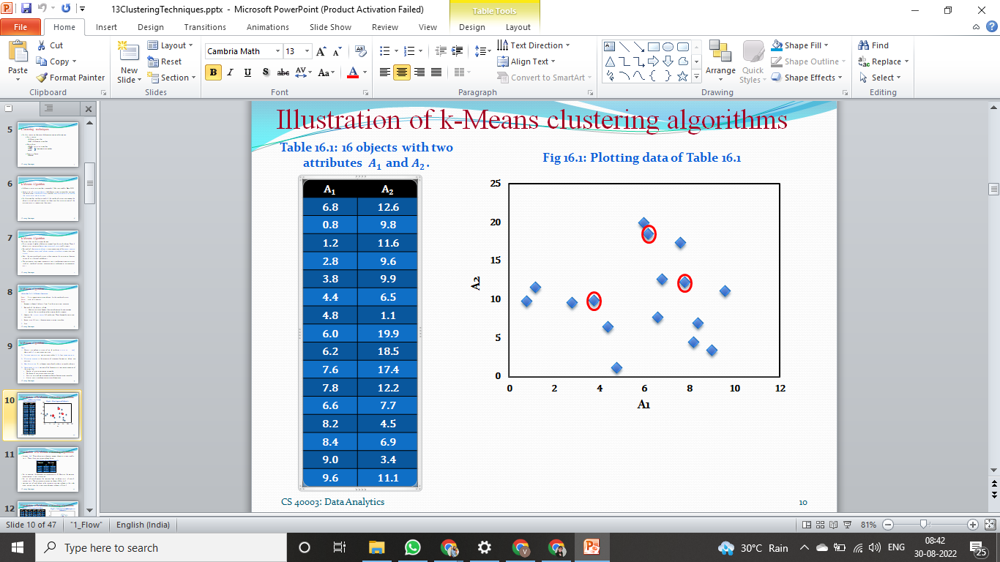 13ClusteringTechniques.pptx - Microsoft PowerPoint (Product Activation Failed)
Table Tools
File Home Insert Design Transitions Animations Slide Show Review View Design Layout
Paste
Cut
Copy
Format Painter
Clipboard
New Slide
Layout
Reset
Section
Slides
Cambria Math 13
B I U S abc AV Aa A
Font
Text Direction
Align Text
Convert to SmartArt
Paragraph
Arrange
Quick Styles
Shape Fill
Shape Outline
Shape Effects
Drawing
Find
Replace
Select
Editing
5
6
7
8
9
10
11
12
Illustration of k-Means clustering algorithms
Table 16.1: 16 objects with two
attributes A₁ and A₂.
A₁ A₂
6.8 12.6
0.8 9.8
1.2 11.6
2.8 9.6
3.8 9.9
4.4 6.5
4.8 1.1
6.0 19.9
6.2 18.5
7.6 17.4
7.8 12.2
6.6 7.7
8.2 4.5
8.4 6.9
9.0 3.4
9.6 11.1
Fig 16.1: Plotting data of Table 16.1
25
20
15
10
5
0
A2
0 2 4 6 8 10 12
A1
CS 40003: Data Analytics
10
Slide 10 of 47 "1_Flow" English (India) 81%
Type here to search
30°C Rain
ENG
08:42
30-08-2022
25